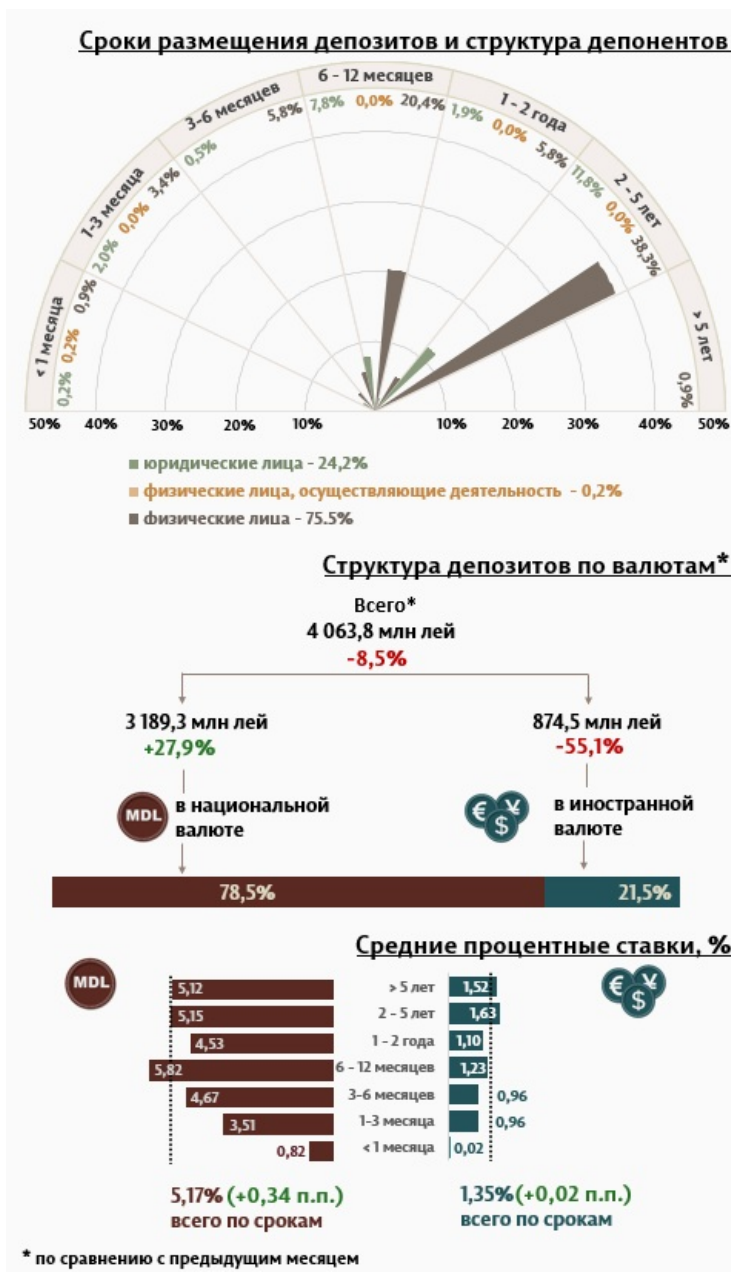 Сроки размещения депозитов и структура депонентов
< 1 месяца
1-3 месяца
3-6 месяцев
6 - 12 месяцев
1 - 2 года
2 - 5 лет
> 5 лет
0,2%
0,2%
0,9%
2,0%
0,0%
3,4%
0,5%
5,8%
7,8%
0,0%
20,4%
1,9%
0,0%
5,8%
11,8%
0,0%
38,3%
0,9%
50% 40% 30% 20% 10% 10% 20% 30% 40% 50%
юридические лица - 24,2%
физические лица, осуществляющие деятельность - 0,2%
физические лица - 75.5%
Структура депозитов по валютам*
Всего*
4 063,8 млн лей
-8,5%
3 189,3 млн лей
874,5 млн лей
+27,9%
-55,1%
MDL
в национальной
валюте
€ ¥ $
в иностранной
валюте
78,5%
21,5%
Средние процентные ставки, %
MDL
€ ¥ $
5,12 > 5 лет 1,52
5,15 2 - 5 лет 1,63
4,53 1 - 2 года 1,10
5,82 6 - 12 месяцев 1,23
4,67 3-6 месяцев 0,96
3,51 1-3 месяца 0,96
0,82 < 1 месяца 0,02
5,17% (+0,34 п.п.)
всего по срокам
1,35% (+0,02 п.п.)
всего по срокам
* по сравнению с предыдущим месяцем